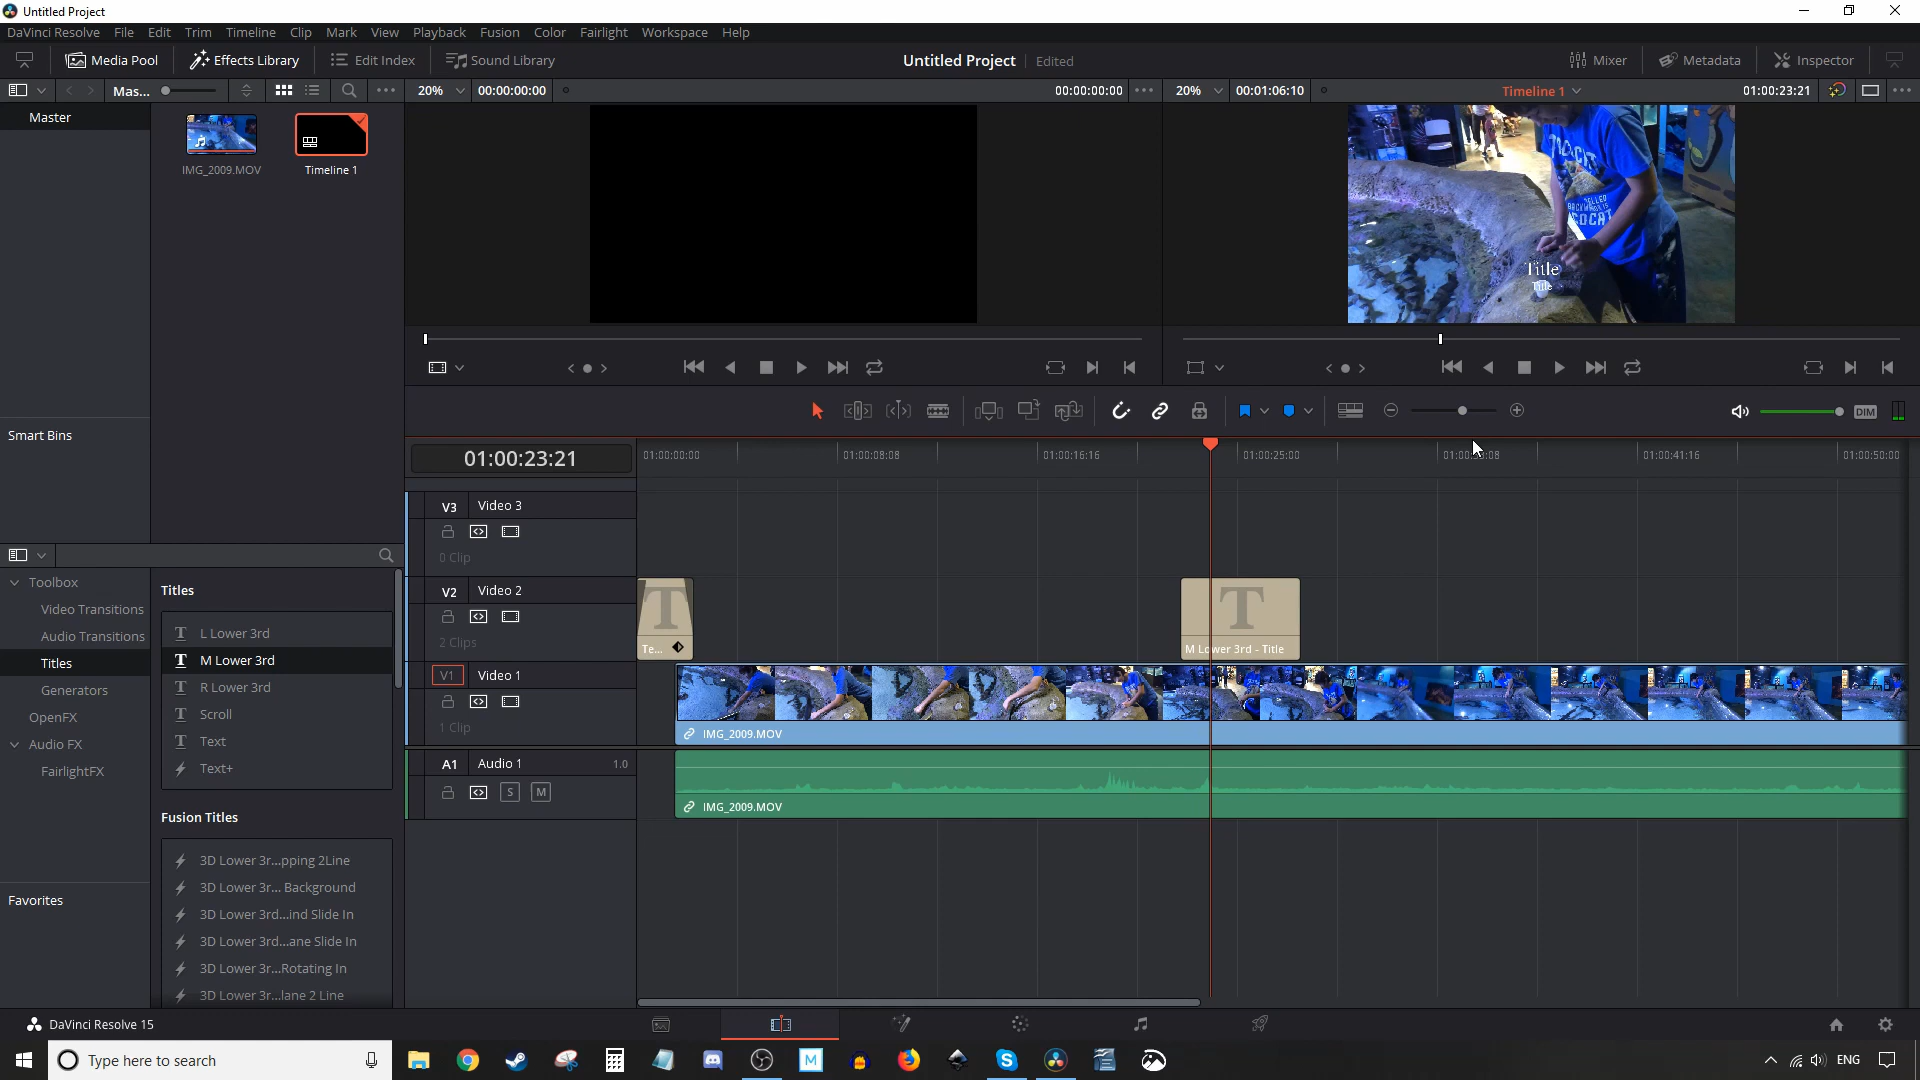 Untitled Project
DaVinci Resolve File Edit Trim Timeline Clip Mark View Playback Fusion Color Fairlight Workspace Help
Media Pool Effects Library Edit Index Sound Library Untitled Project Edited Mixer Metadata Inspector
Mas... 20% 00:00:00:00 00:00:00:00 20% 00:01:06:10 Timeline 1 01:00:23:21
Master
IMG_2009.MOV Timeline 1
Title
Title
DIM
Smart Bins
01:00:23:21 01:00:00:00 01:00:08:08 01:00:16:16 01:00:25:00 01:00:41:16 01:00:50:00
V3 Video 3
0 Clip
V2 Video 2
2 Clips
T T
Te... M Lower 3rd - Title
V1 Video 1
1 Clip
IMG_2009.MOV
A1 Audio 1 1.0
S M
IMG_2009.MOV
Toolbox
Video Transitions
Audio Transitions
Titles
Generators
OpenFX
Audio FX
FairlightFX
Favorites
Titles
L Lower 3rd
M Lower 3rd
R Lower 3rd
Scroll
Text
Text+
Fusion Titles
3D Lower 3r...pping 2Line
3D Lower 3r... Background
3D Lower 3rd...ind Slide In
3D Lower 3rd...ane Slide In
3D Lower 3r...Rotating In
3D Lower 3r...lane 2 Line
DaVinci Resolve 15
Type here to search M ENG